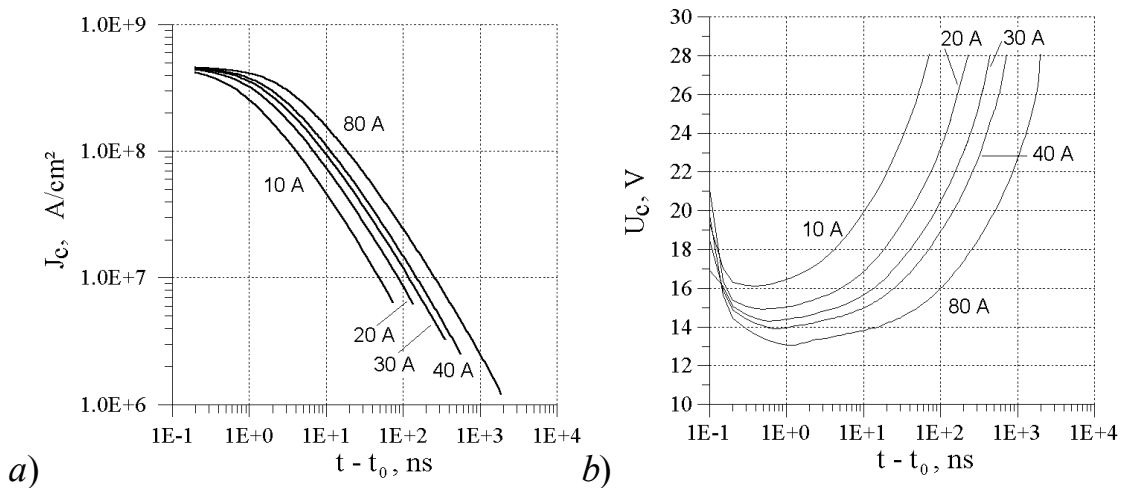 1.0E+9
1.0E+8
1.0E+7
1.0E+6
J_c, A/cm²
80 A
10 A
20 A
30 A
40 A
1E-1 1E+0 1E+1 1E+2 1E+3 1E+4
t - t₀, ns
a)
30
28
26
24
22
20
18
16
14
12
10
U_c, V
20 A
30 A
40 A
10 A
80 A
1E-1 1E+0 1E+1 1E+2 1E+3 1E+4
t - t₀, ns
b)